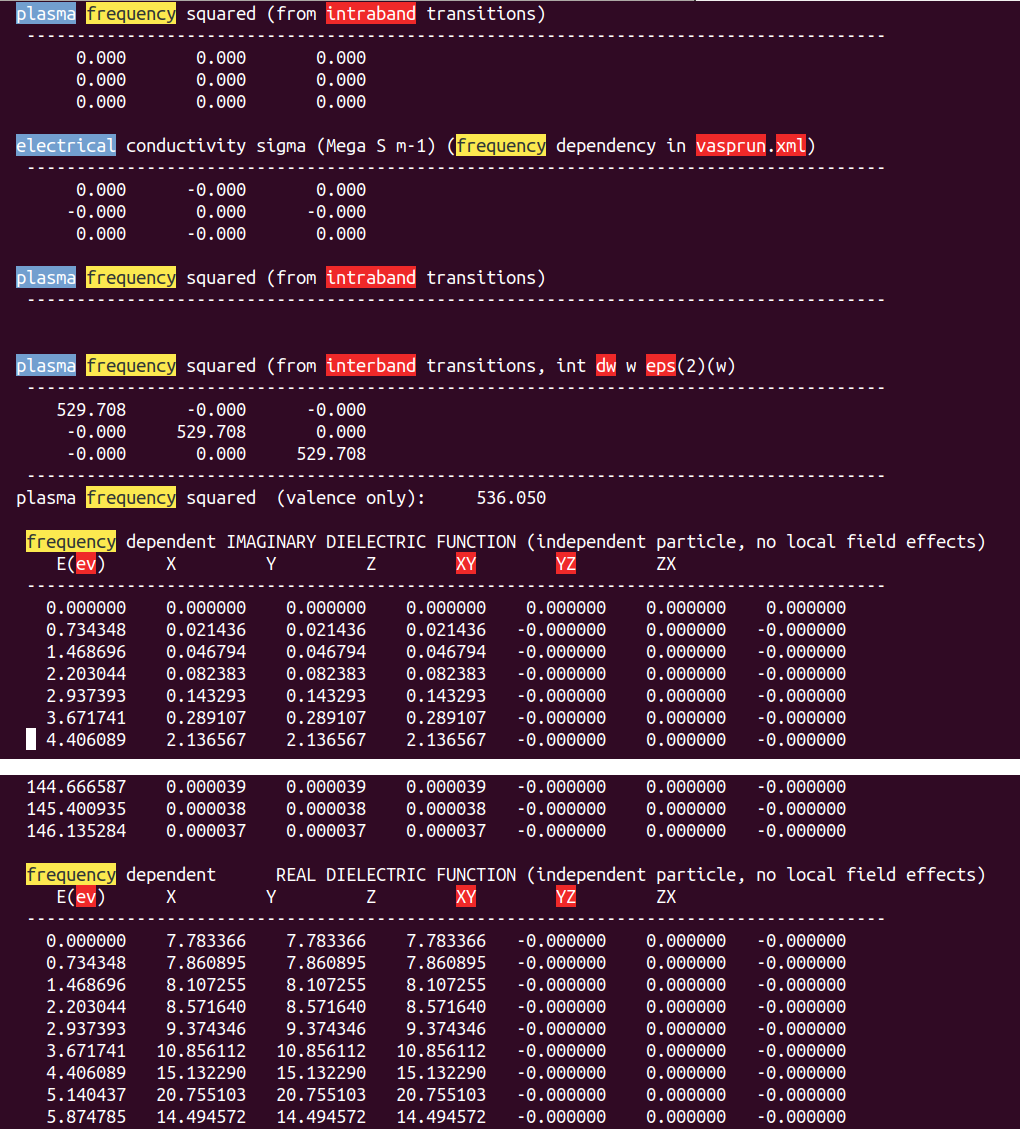 plasma frequency squared (from intraband transitions)
--------------------------------------------------------------------------------------
0.000 0.000 0.000
0.000 0.000 0.000
0.000 0.000 0.000
electrical conductivity sigma (Mega S m-1) (frequency dependency in vasprun.xml)
--------------------------------------------------------------------------------------
0.000 -0.000 0.000
-0.000 0.000 -0.000
0.000 -0.000 0.000
plasma frequency squared (from intraband transitions)
--------------------------------------------------------------------------------------
plasma frequency squared (from interband transitions, int dw w eps(2)(w)
--------------------------------------------------------------------------------------
529.708 -0.000 -0.000
-0.000 529.708 0.000
-0.000 0.000 529.708
--------------------------------------------------------------------------------------
plasma frequency squared (valence only): 536.050
frequency dependent IMAGINARY DIELECTRIC FUNCTION (independent particle, no local field effects)
E(ev) X Y Z XY YZ ZX
--------------------------------------------------------------------------------------
0.000000 0.000000 0.000000 0.000000 0.000000 0.000000 0.000000
0.734348 0.021436 0.021436 0.021436 -0.000000 0.000000 -0.000000
1.468696 0.046794 0.046794 0.046794 -0.000000 0.000000 -0.000000
2.203044 0.082383 0.082383 0.082383 -0.000000 0.000000 -0.000000
2.937393 0.143293 0.143293 0.143293 -0.000000 0.000000 -0.000000
3.671741 0.289107 0.289107 0.289107 -0.000000 0.000000 -0.000000
4.406089 2.136567 2.136567 2.136567 -0.000000 0.000000 -0.000000
144.666587 0.000039 0.000039 0.000039 -0.000000 0.000000 -0.000000
145.400935 0.000038 0.000038 0.000038 -0.000000 0.000000 -0.000000
146.135284 0.000037 0.000037 0.000037 -0.000000 0.000000 -0.000000
frequency dependent REAL DIELECTRIC FUNCTION (independent particle, no local field effects)
E(ev) X Y Z XY YZ ZX
--------------------------------------------------------------------------------------
0.000000 7.783366 7.783366 7.783366 -0.000000 0.000000 -0.000000
0.734348 7.860895 7.860895 7.860895 -0.000000 0.000000 -0.000000
1.468696 8.107255 8.107255 8.107255 -0.000000 0.000000 -0.000000
2.203044 8.571640 8.571640 8.571640 -0.000000 0.000000 -0.000000
2.937393 9.374346 9.374346 9.374346 -0.000000 0.000000 -0.000000
3.671741 10.856112 10.856112 10.856112 -0.000000 0.000000 -0.000000
4.406089 15.132290 15.132290 15.132290 -0.000000 0.000000 -0.000000
5.140437 20.755103 20.755103 20.755103 -0.000000 0.000000 -0.000000
5.874785 14.494572 14.494572 14.494572 -0.000000 0.000000 -0.000000